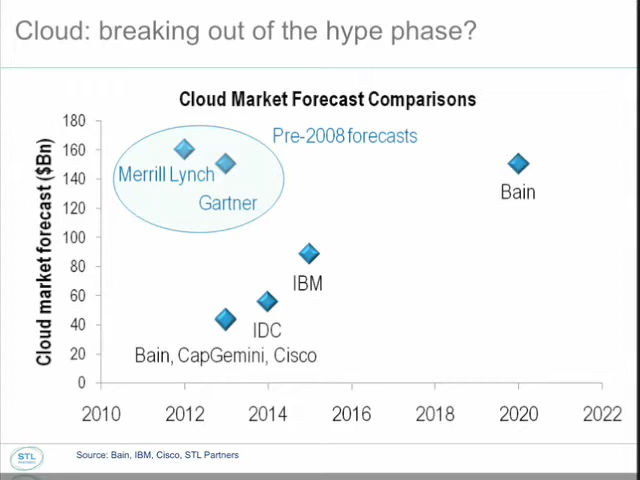 Cloud: breaking out of the hype phase?
Cloud Market Forecast Comparisons
Cloud market forecast ($Bn)
180
160
140
120
100
80
60
40
20
0
Pre-2008 forecasts
Merrill Lynch
Gartner
Bain
IBM
IDC
Bain, CapGemini, Cisco
2010 2012 2014 2016 2018 2020 2022
STL
PARTNERS
Source: Bain, IBM, Cisco, STL Partners